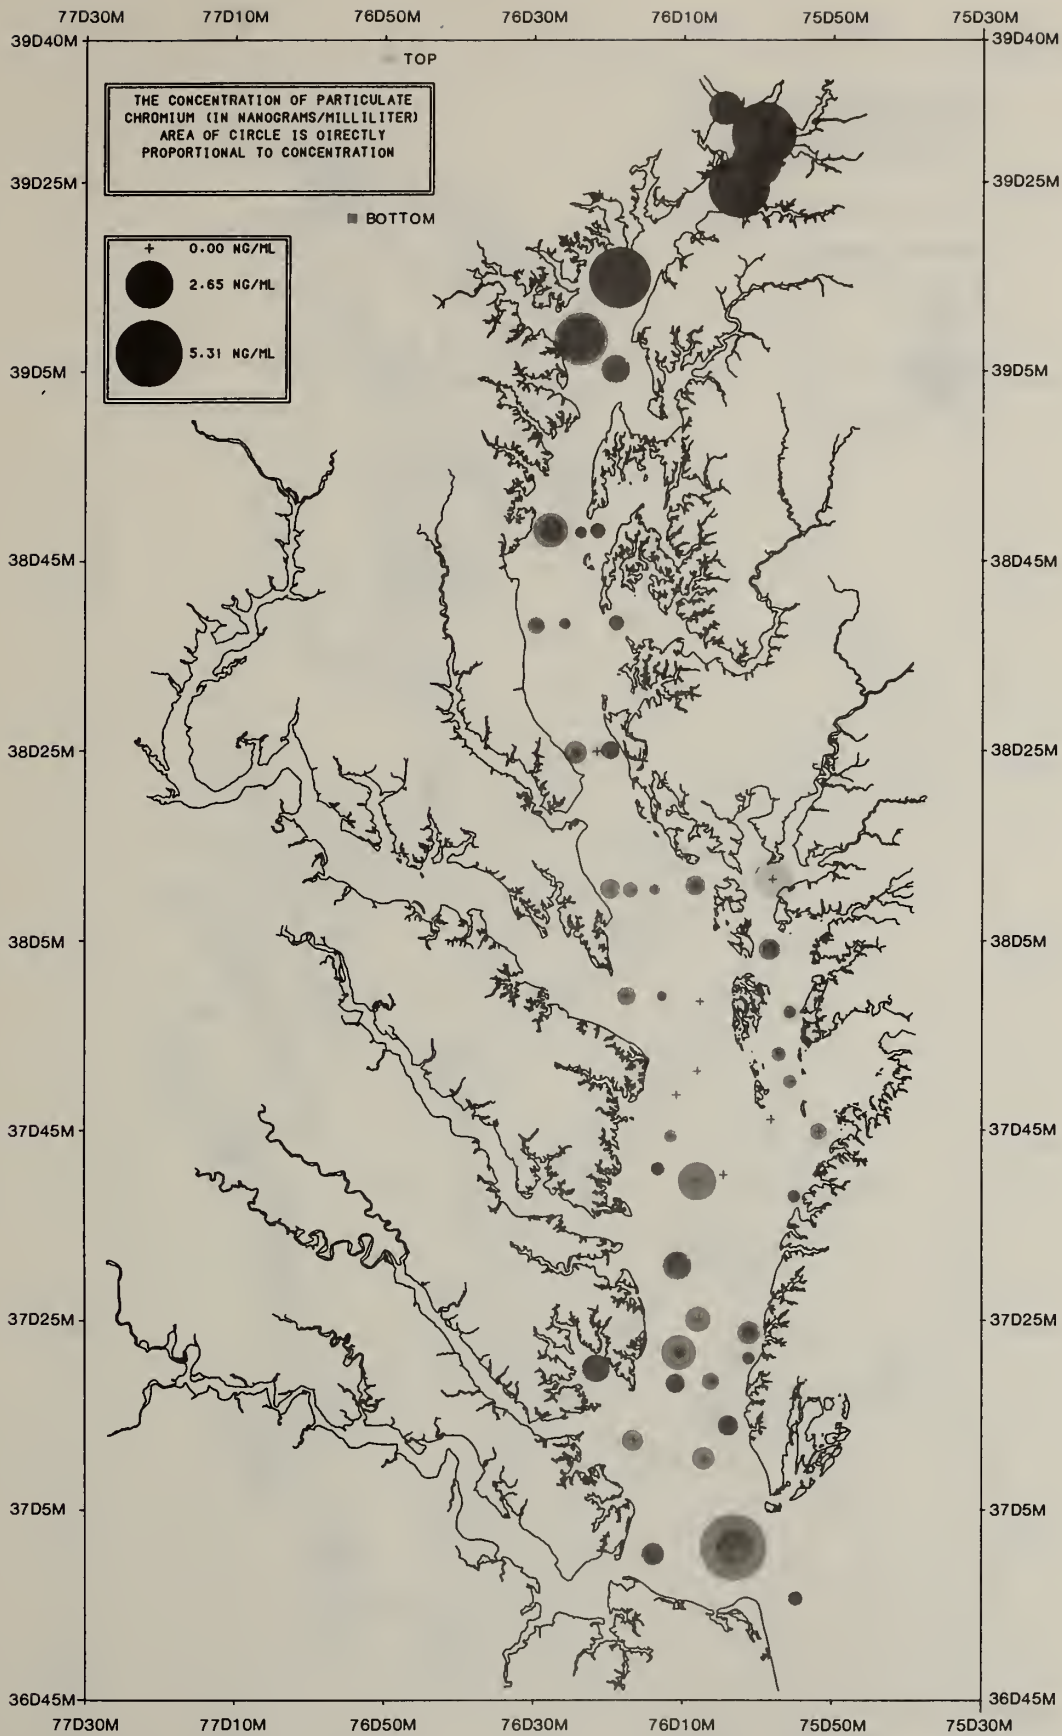 77D30M 77D10M 76D50M 76D30M 76D10M 75D50M 75D30M
39D40M 39D40M
TOP
THE CONCENTRATION OF PARTICULATE
CHROMIUM (IN NANOGRAMS/MILLILITER)
AREA OF CIRCLE IS OIRECTLY
PROPORTIONAL TO CONCENTRATION
39D25M 39D25M
BOTTOM
+ 0.00 NG/ML
2.65 NG/ML
5.31 NG/ML
39D5M 39D5M
38D45M 38D45M
38D25M 38D25M
38D5M 38D5M
37D45M 37D45M
37D25M 37D25M
37D5M 37D5M
36D45M 36D45M
77D30M 77D10M 76D50M 76D30M 76D10M 75D50M 75D30M